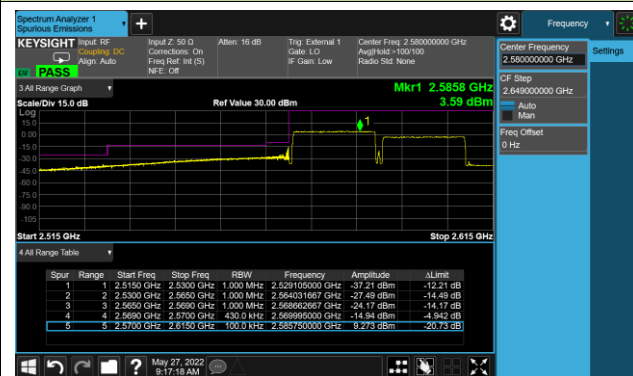 Spectrum Analyzer 1
Spurious Emissions
Frequency
KEYSIGHT
Input: RF
Coupling: DC
Align: Auto
Input Z: 50 Ω
Corrections: On
Freq Ref: Int (S)
NFE: Off
Atten: 16 dB
Trig: External 1
Gate: LO
IF Gain: Low
Center Freq: 2.580000000 GHz
Avg|Hold:>100/100
Radio Std: None
PASS
Center Frequency
2.580000000 GHz
Settings
CF Step
2.649000000 GHz
Auto
Man
Freq Offset
0 Hz
3 All Range Graph
Mkr1 2.5858 GHz
Scale/Div 15.0 dB
Ref Value 30.00 dBm
3.59 dBm
Log
15.0
0.00
-15.0
-30.0
-45.0
-60.0
-75.0
-90.0
-105
1
Start 2.515 GHz
Stop 2.615 GHz
4 All Range Table
Spur Range Start Freq Stop Freq RBW Frequency Amplitude ΔLimit
1 1 2.5150 GHz 2.5300 GHz 1.000 MHz 2.529105000 GHz -37.21 dBm -12.21 dB
2 2 2.5300 GHz 2.5650 GHz 1.000 MHz 2.564031667 GHz -27.49 dBm -14.49 dB
3 3 2.5650 GHz 2.5690 GHz 1.000 MHz 2.568662667 GHz -24.17 dBm -14.17 dB
4 4 2.5690 GHz 2.5700 GHz 430.0 kHz 2.569995000 GHz -14.94 dBm -4.942 dB
5 5 2.5700 GHz 2.6150 GHz 100.0 kHz 2.585750000 GHz 9.273 dBm -20.73 dB
May 27, 2022
9:17:18 AM